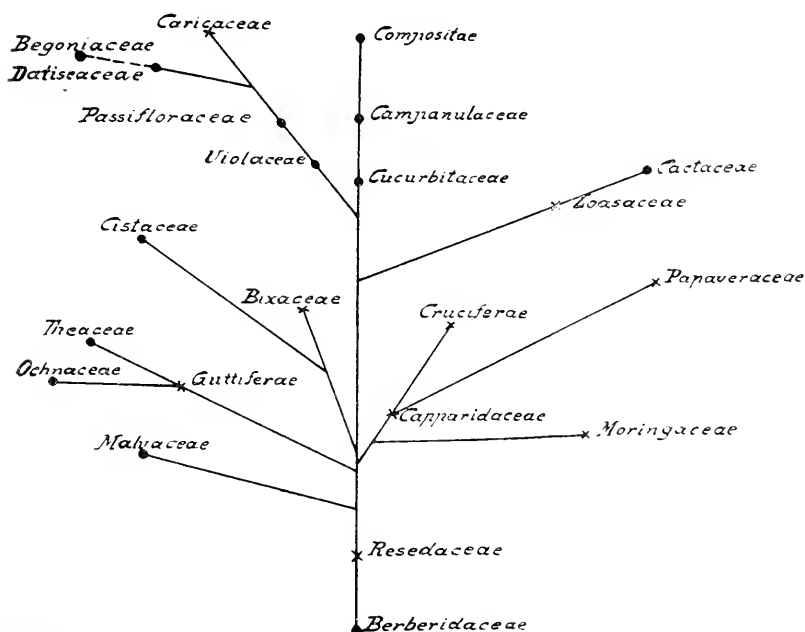 Caricaceae
Compositae
Begoniaceae
Datiseaceae
Passifloraceae
Campanulaceae
Violaceae
Cucurbitaceae
Cactaceae
Loasaceae
Cistaceae
Bixaceae
Papaveraceae
Cruciferae
Theaceae
Ochnaceae
Guttiferae
Capparidaceae
Moringaceae
Malvaceae
Resedaceae
Berberidaceae